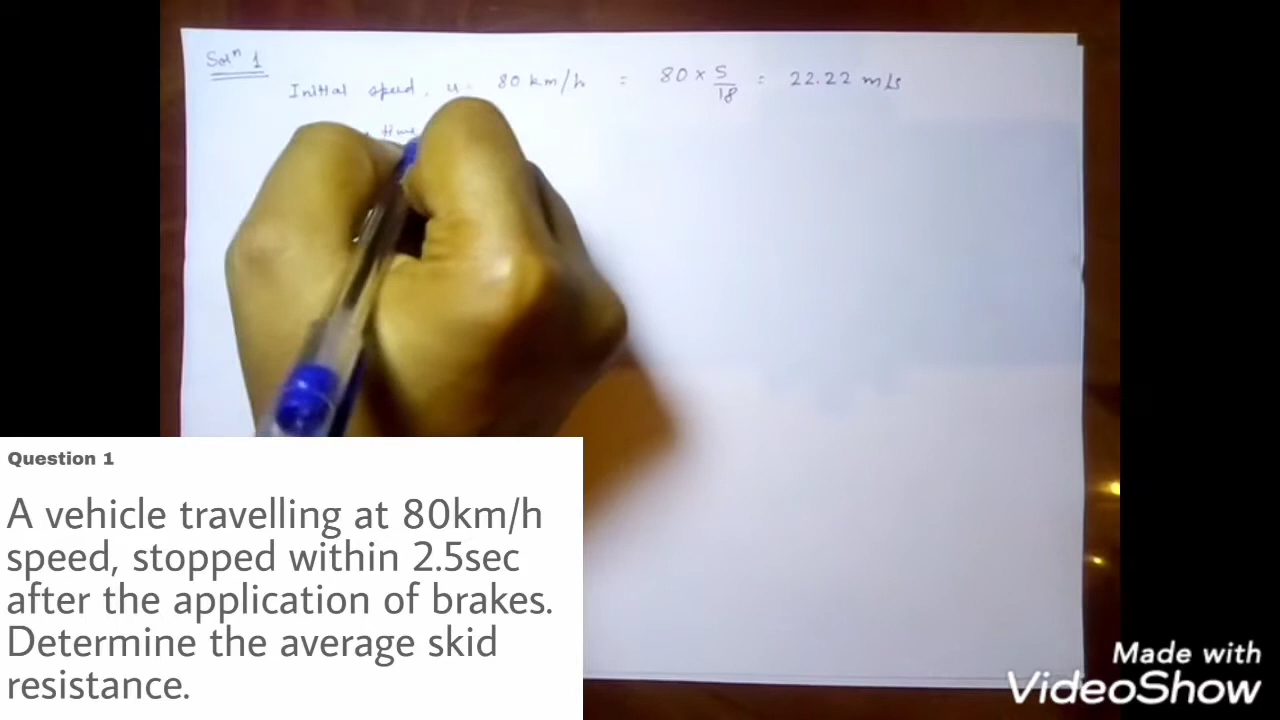 Solⁿ 1
Initial speed, u = 80 km/h = 80 × 5/18 = 22.22 m/s
time
Question 1
A vehicle travelling at 80km/h
speed, stopped within 2.5sec
after the application of brakes.
Determine the average skid
resistance.
Made with
VideoShow